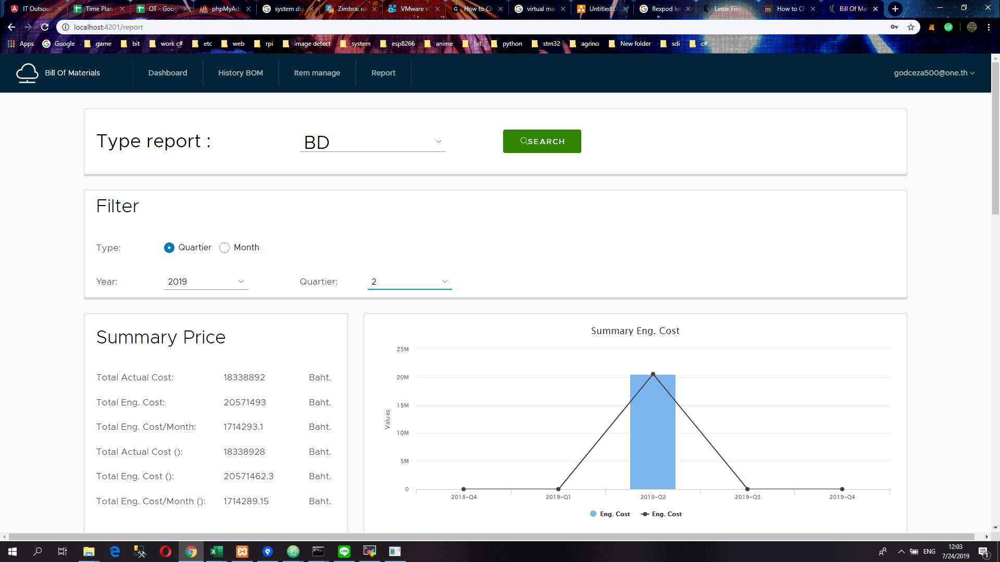 IT Outsou
Time Plan
OT - Goog
phpMyAd
system dia
Zimbra:
VMware v
How to Ch
virtual ma
Untitled D
flexpod lo
Linux Find
How to Ch
Bill Of Mat
localhost:4201/report
Apps Google game bit work c# etc web rpi image detect system esp8266 anime bit python stm32 agrino New folder sdi c#
Bill Of Materials Dashboard History BOM Item manage Report godceza500@one.th
Type report : BD SEARCH
Filter
Type: Quartier Month
Year: 2019 Quartier: 2
Summary Price
Total Actual Cost: 18338892 Baht.
Total Eng. Cost: 20571493 Baht.
Total Eng. Cost/Month: 1714293.1 Baht.
Total Actual Cost (): 18338928 Baht.
Total Eng. Cost (): 20571462.3 Baht.
Total Eng. Cost/Month (): 1714289.15 Baht.
Summary Eng. Cost
25M
20M
15M
10M
5M
0
Values
2018-Q4 2019-Q1 2019-Q2 2019-Q3 2019-Q4
Eng. Cost Eng. Cost
ENG
12:03
7/24/2019
1